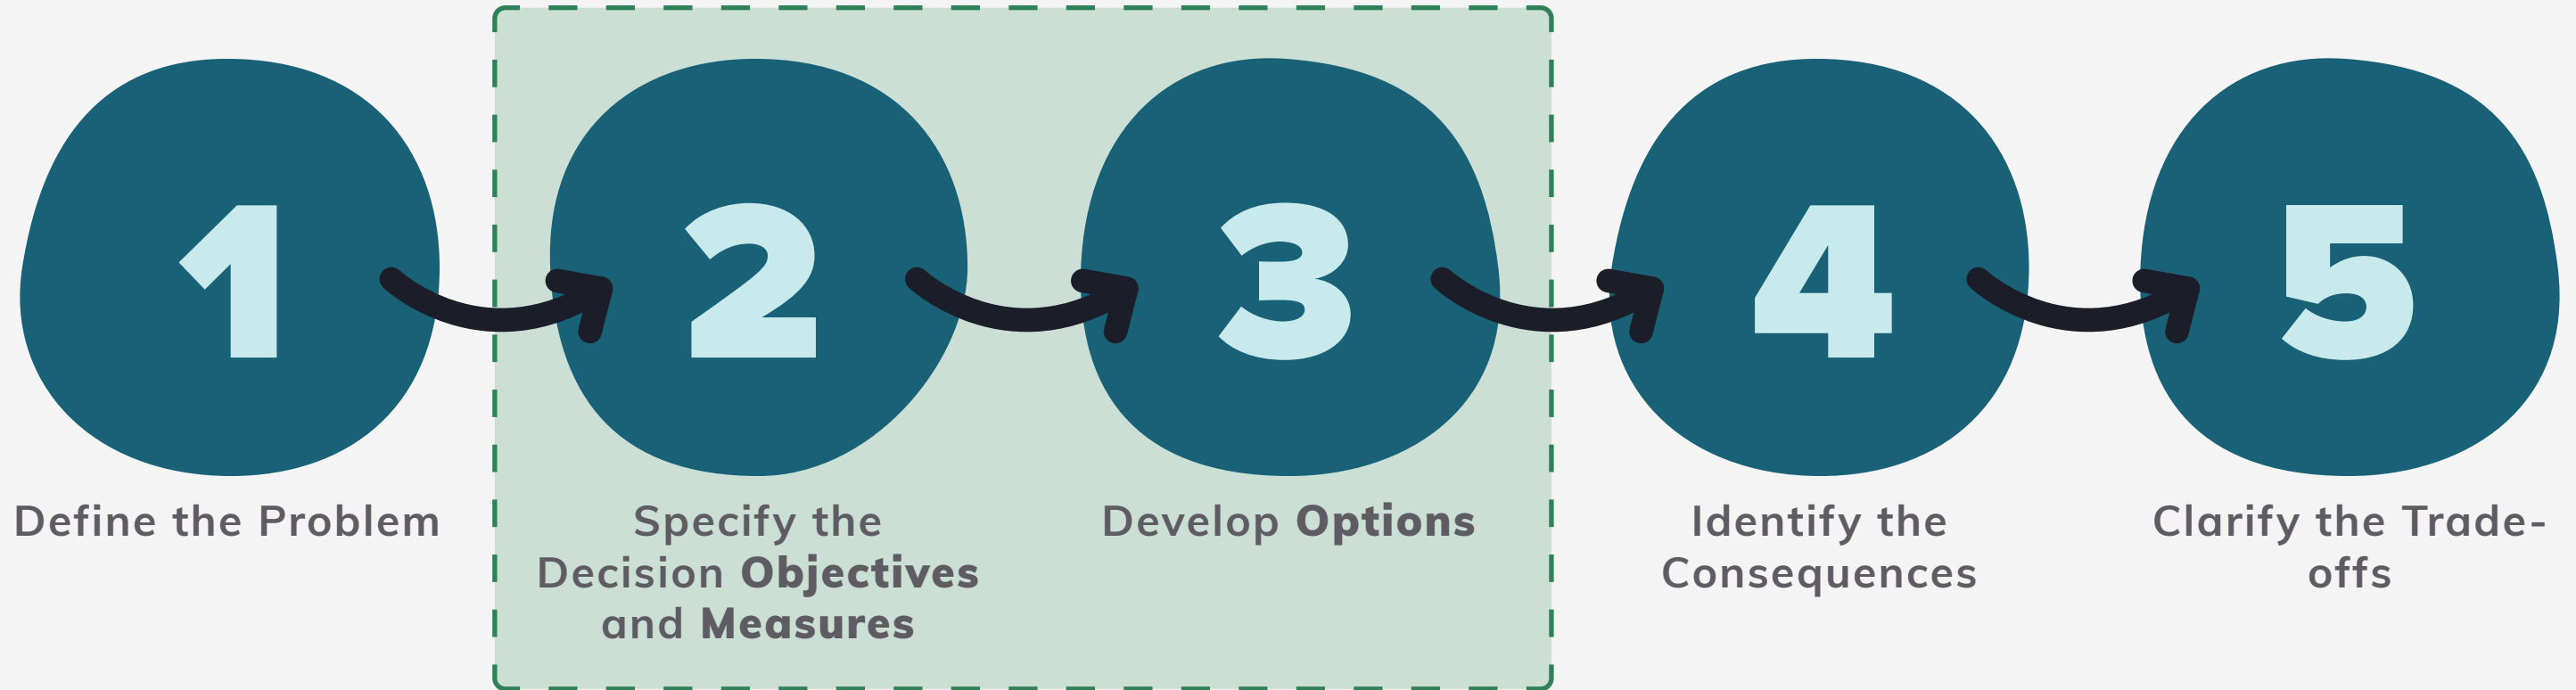 1
2
3
4
5
Define the Problem
Specify the
Decision Objectives
and Measures
Develop Options
Identify the
Consequences
Clarify the Trade-
offs